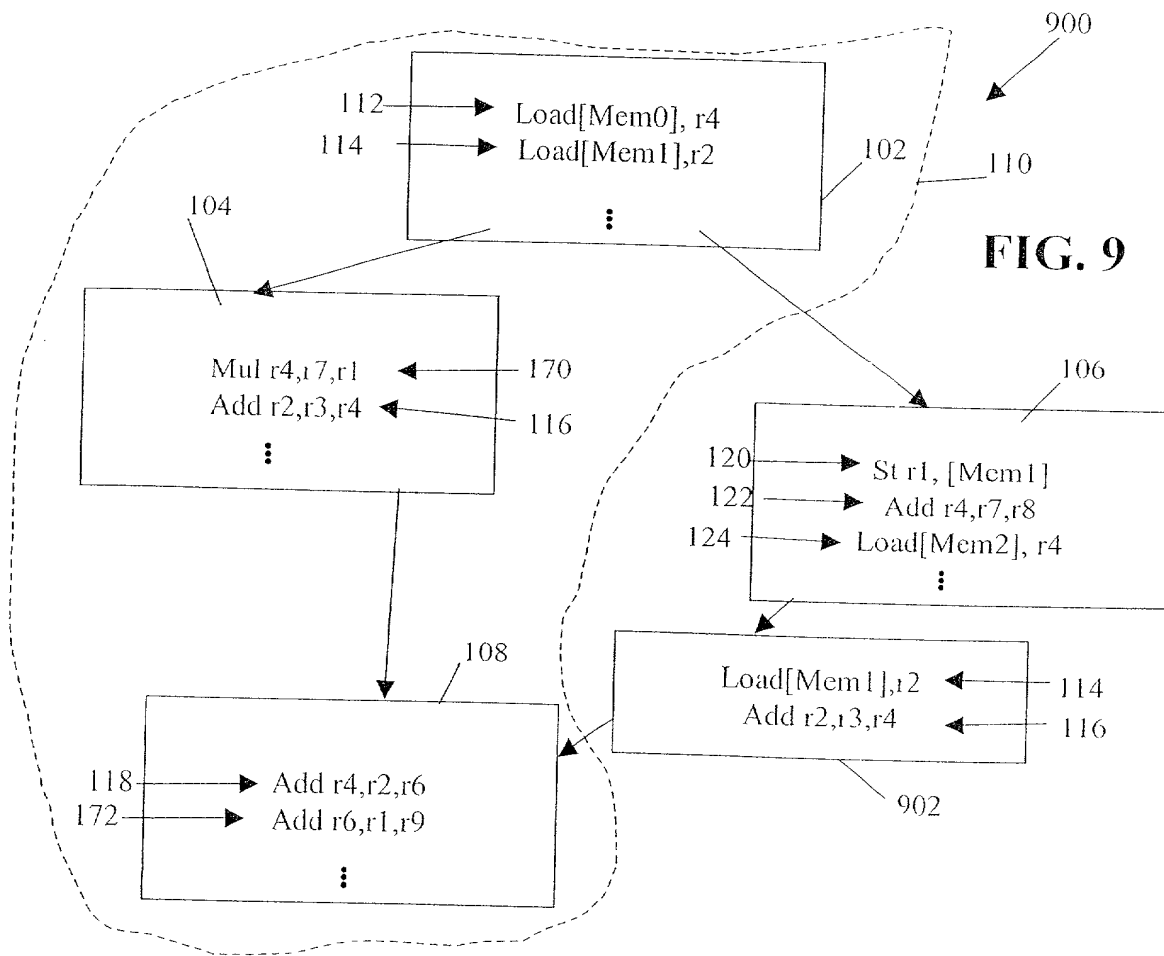 900
112 Load[Mem0], r4
114 Load[Mem1],r2
102
110
FIG. 9
104
Mul r4,r7,r1 170
Add r2,r3,r4 116
106
120 St r1, [Mem1]
122 Add r4,r7,r8
124 Load[Mem2], r4
108
Load[Mem1],r2 114
Add r2,r3,r4 116
118 Add r4,r2,r6
172 Add r6,r1,r9
902